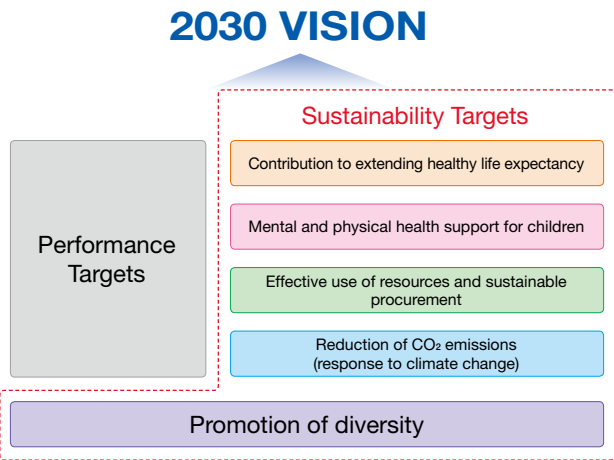 2030 VISION
Sustainability Targets
Performance
Targets
Contribution to extending healthy life expectancy
Mental and physical health support for children
Effective use of resources and sustainable
procurement
Reduction of CO₂ emissions
(response to climate change)
Promotion of diversity